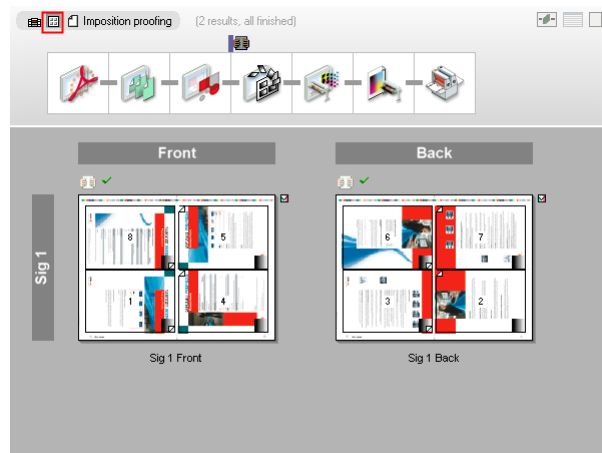 Imposition proofing (2 results, all finished)
Front Back
Sig 1
8 5 6 7
1 4 3 2
Sig 1 Front Sig 1 Back